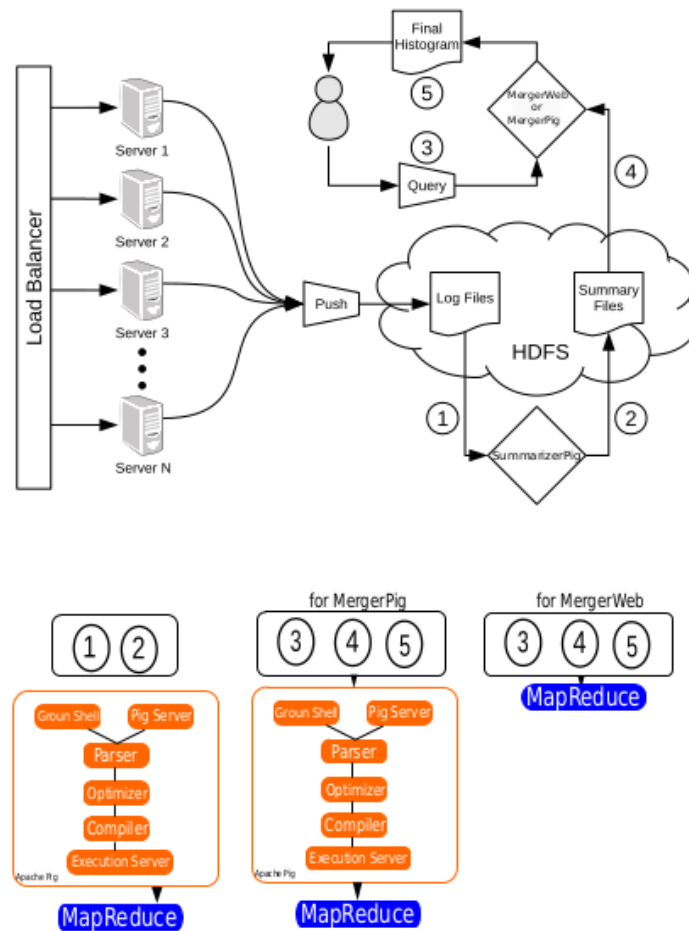 Load Balancer
Server 1
Server 2
Server 3
Server N
Push
Final
Histogram
5
MergerWeb
or
MergerPig
3
Query
4
Log Files
Summary
Files
HDFS
1
2
SummarizerPig
1 2
Groun Shell
Pig Server
Parser
Optimizer
Compiler
Execution Server
Apache Pig
MapReduce
for MergerPig
3 4 5
Groun Shell
Pig Server
Parser
Optimizer
Compiler
Execution Server
Apache Pig
MapReduce
for MergerWeb
3 4 5
MapReduce